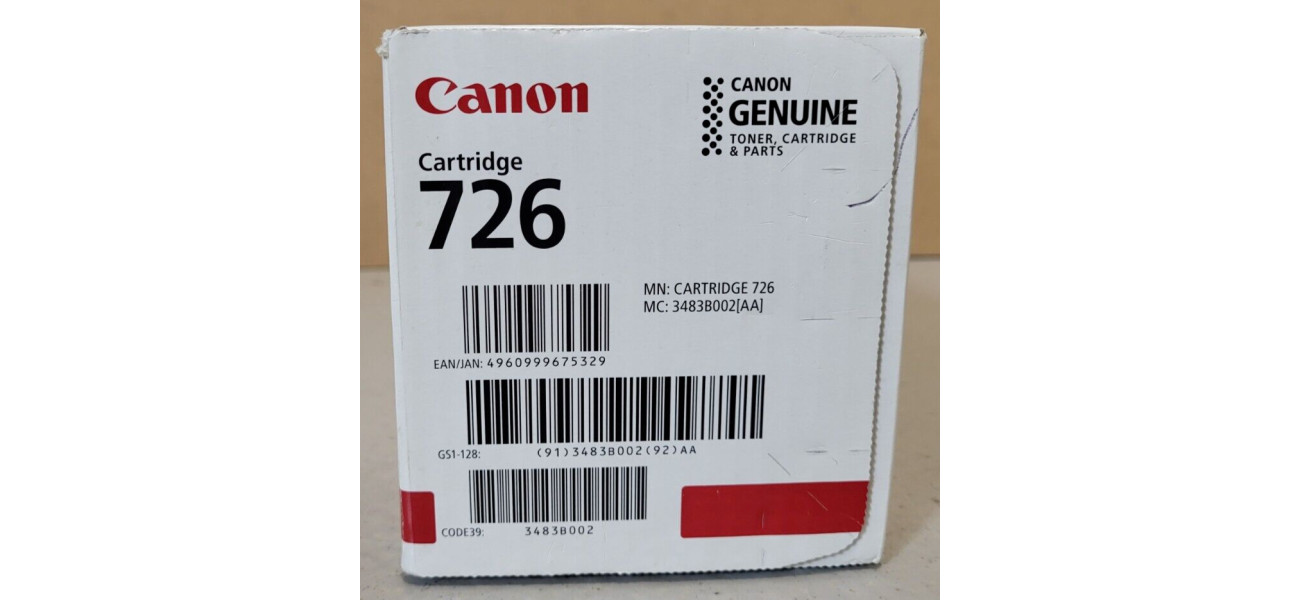 Canon
CANON
GENUINE
TONER, CARTRIDGE
& PARTS
Cartridge
726
MN: CARTRIDGE 726
MC: 3483B002[AA]
EAN/JAN: 4960999675329
GS1-128: (91)3483B002(92)AA
CODE39: 3483B002